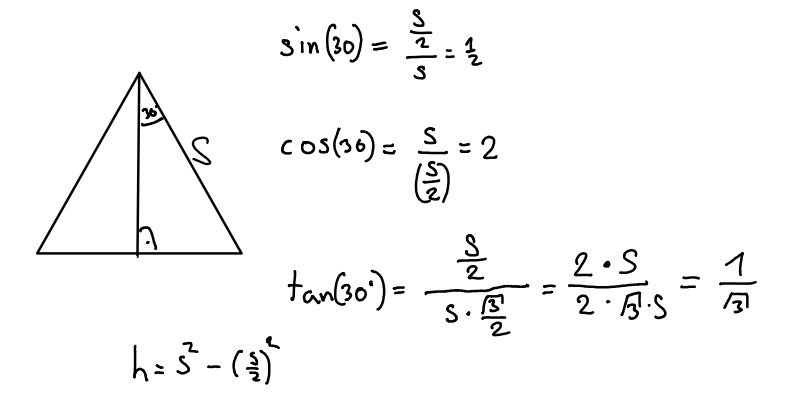 sin(30) = (s/2)/s = 1/2
30°
S
cos(30) = s/(s/2) = 2
tan(30°) = (s/2)/(s · √3/2) = (2 · s)/(2 · √3 · s) = 1/√3
h = s² - (s/2)²